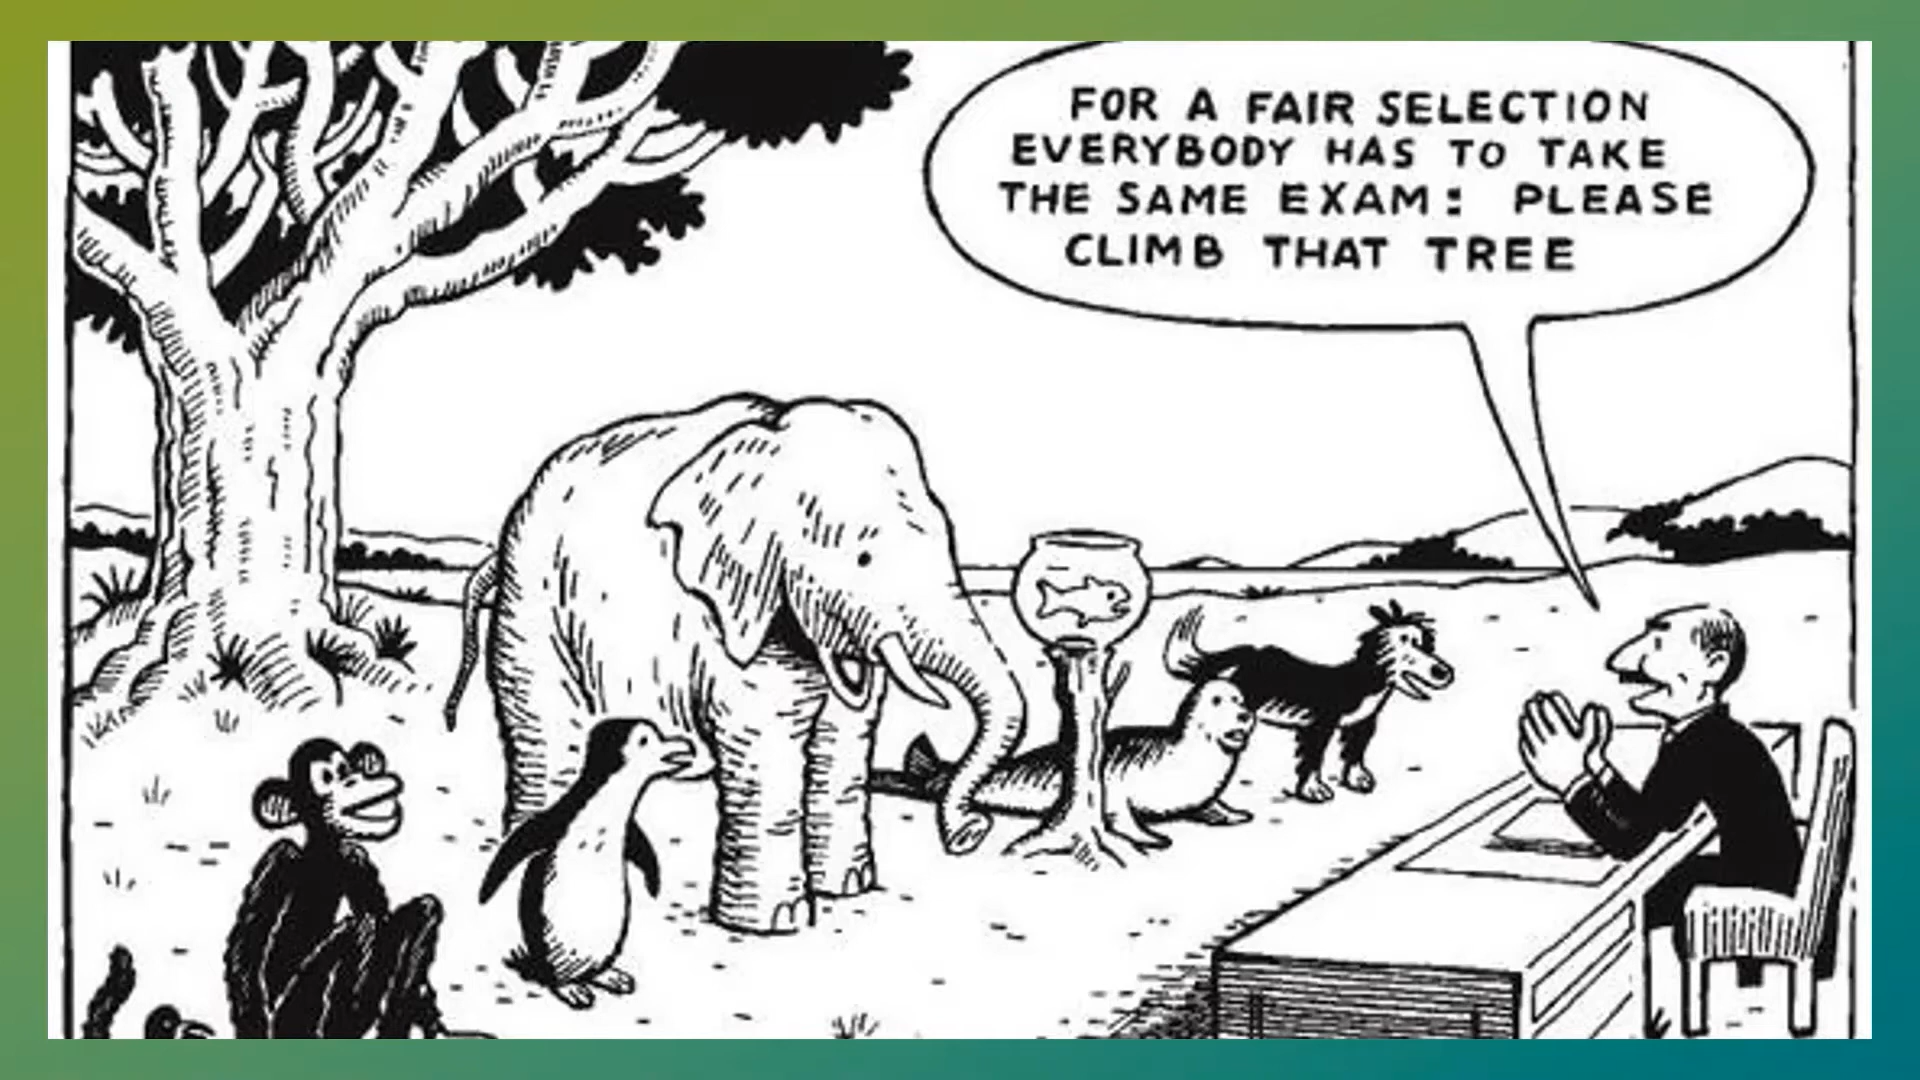 FOR A FAIR SELECTION
EVERYBODY HAS TO TAKE
THE SAME EXAM: PLEASE
CLIMB THAT TREE